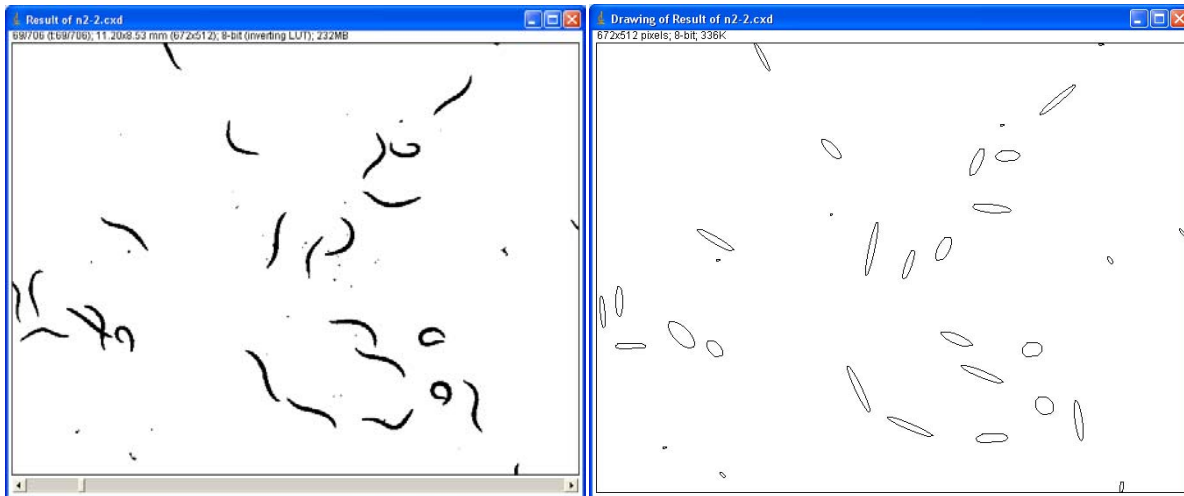 Result of n2-2.cxd
69/706 (t:69/706); 11.20x8.53 mm (672x512); 8-bit (inverting LUT); 232MB
Drawing of Result of n2-2.cxd
672x512 pixels; 8-bit; 336K